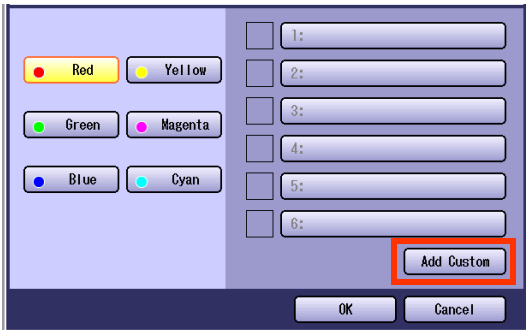 Red
Yellow
Green
Magenta
Blue
Cyan
1:
2:
3:
4:
5:
6:
Add Custom
OK
Cancel